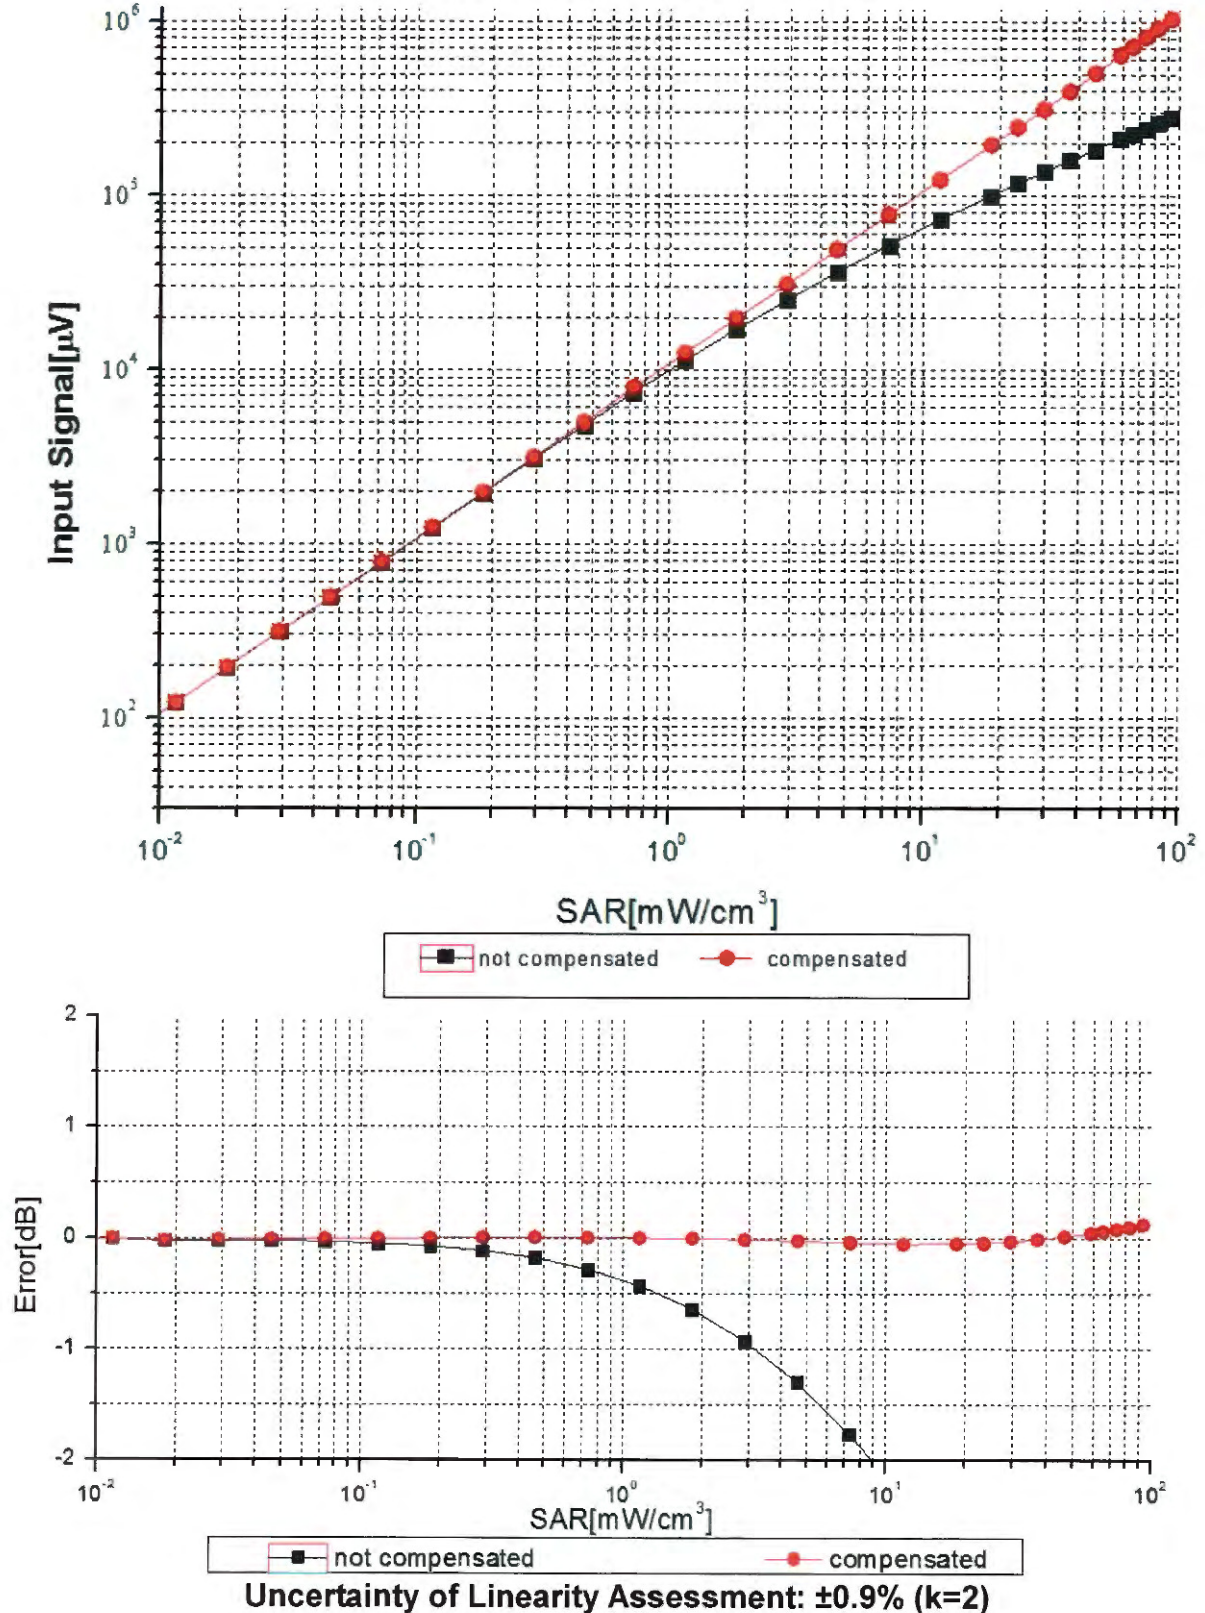 10⁶
10⁵
10⁴
10³
10²
Input Signal[µV]
10⁻² 10⁻¹ 10⁰ 10¹ 10²
SAR[mW/cm³]
not compensated compensated
2
1
0
-1
-2
Error[dB]
10⁻² 10⁻¹ 10⁰ 10¹ 10²
SAR[mW/cm³]
not compensated compensated
Uncertainty of Linearity Assessment: ±0.9% (k=2)